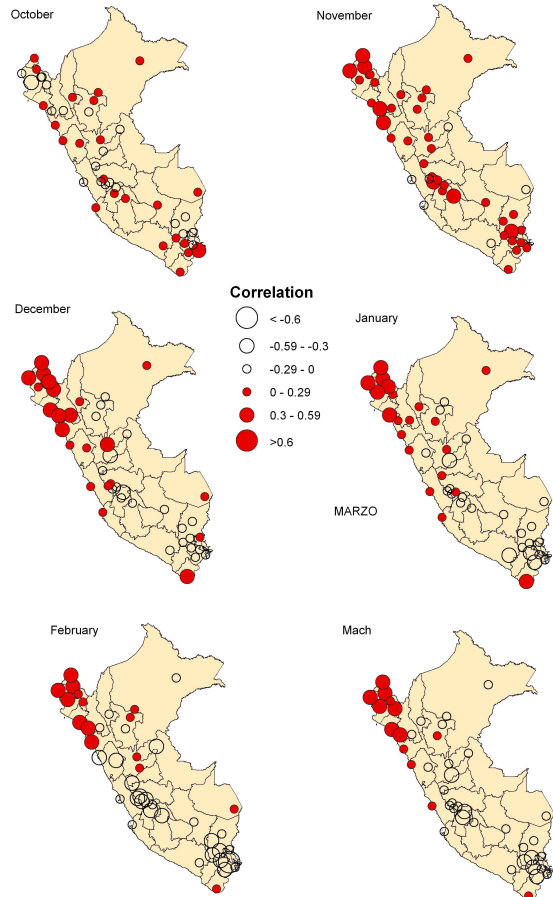 October
November
December
Correlation
< -0.6
-0.59 - -0.3
-0.29 - 0
0 - 0.29
0.3 - 0.59
>0.6
January
MARZO
February
Mach